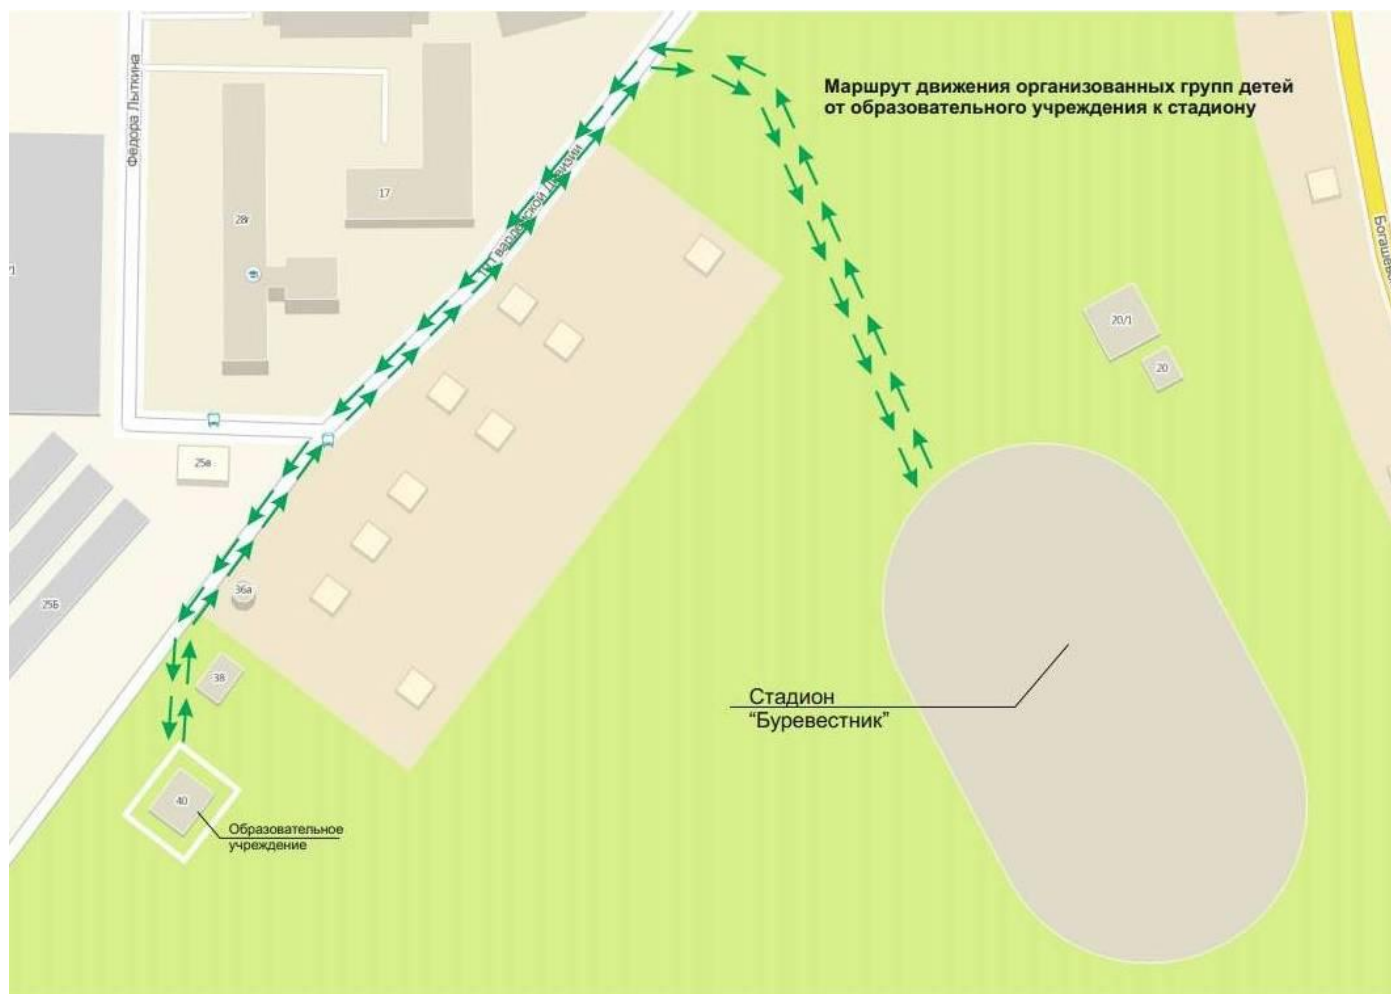 Маршрут движения организованных групп детей
от образовательного учреждения к стадиону
Фёдора Лыткина
17
28г
20/1
20
25в
36а
25Б
38
Стадион
“Буревестник”
40
Образовательное
учреждение